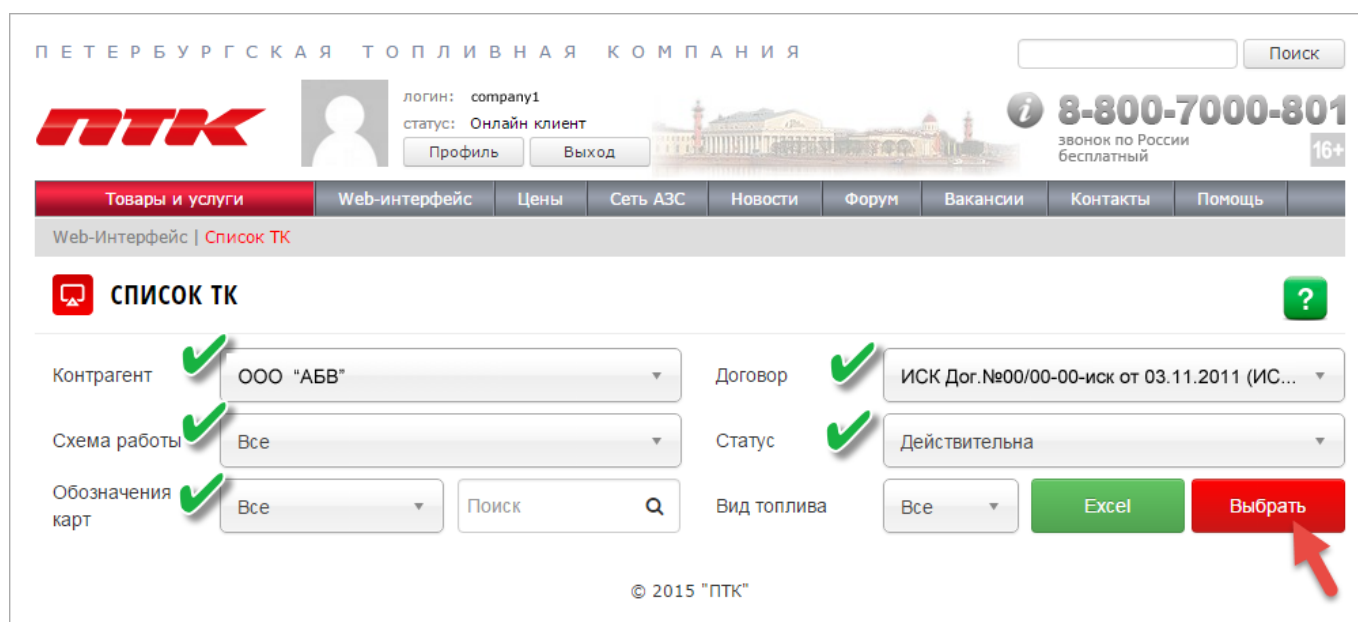 ПЕТЕРБУРГСКАЯ ТОПЛИВНАЯ КОМПАНИЯ
Поиск
ПТК
логин: company1
статус: Онлайн клиент
Профиль Выход
i 8-800-7000-801
звонок по России
бесплатный
16+
Товары и услуги Web-интерфейс Цены Сеть АЗС Новости Форум Вакансии Контакты Помощь
Web-Интерфейс | Список ТК
СПИСОК ТК ?
Контрагент ООО "АБВ" Договор ИСК Дог.№00/00-00-иск от 03.11.2011 (ИС...
Схема работы Все Статус Действительна
Обозначения карт Все Поиск Вид топлива Все Excel Выбрать
© 2015 "ПТК"